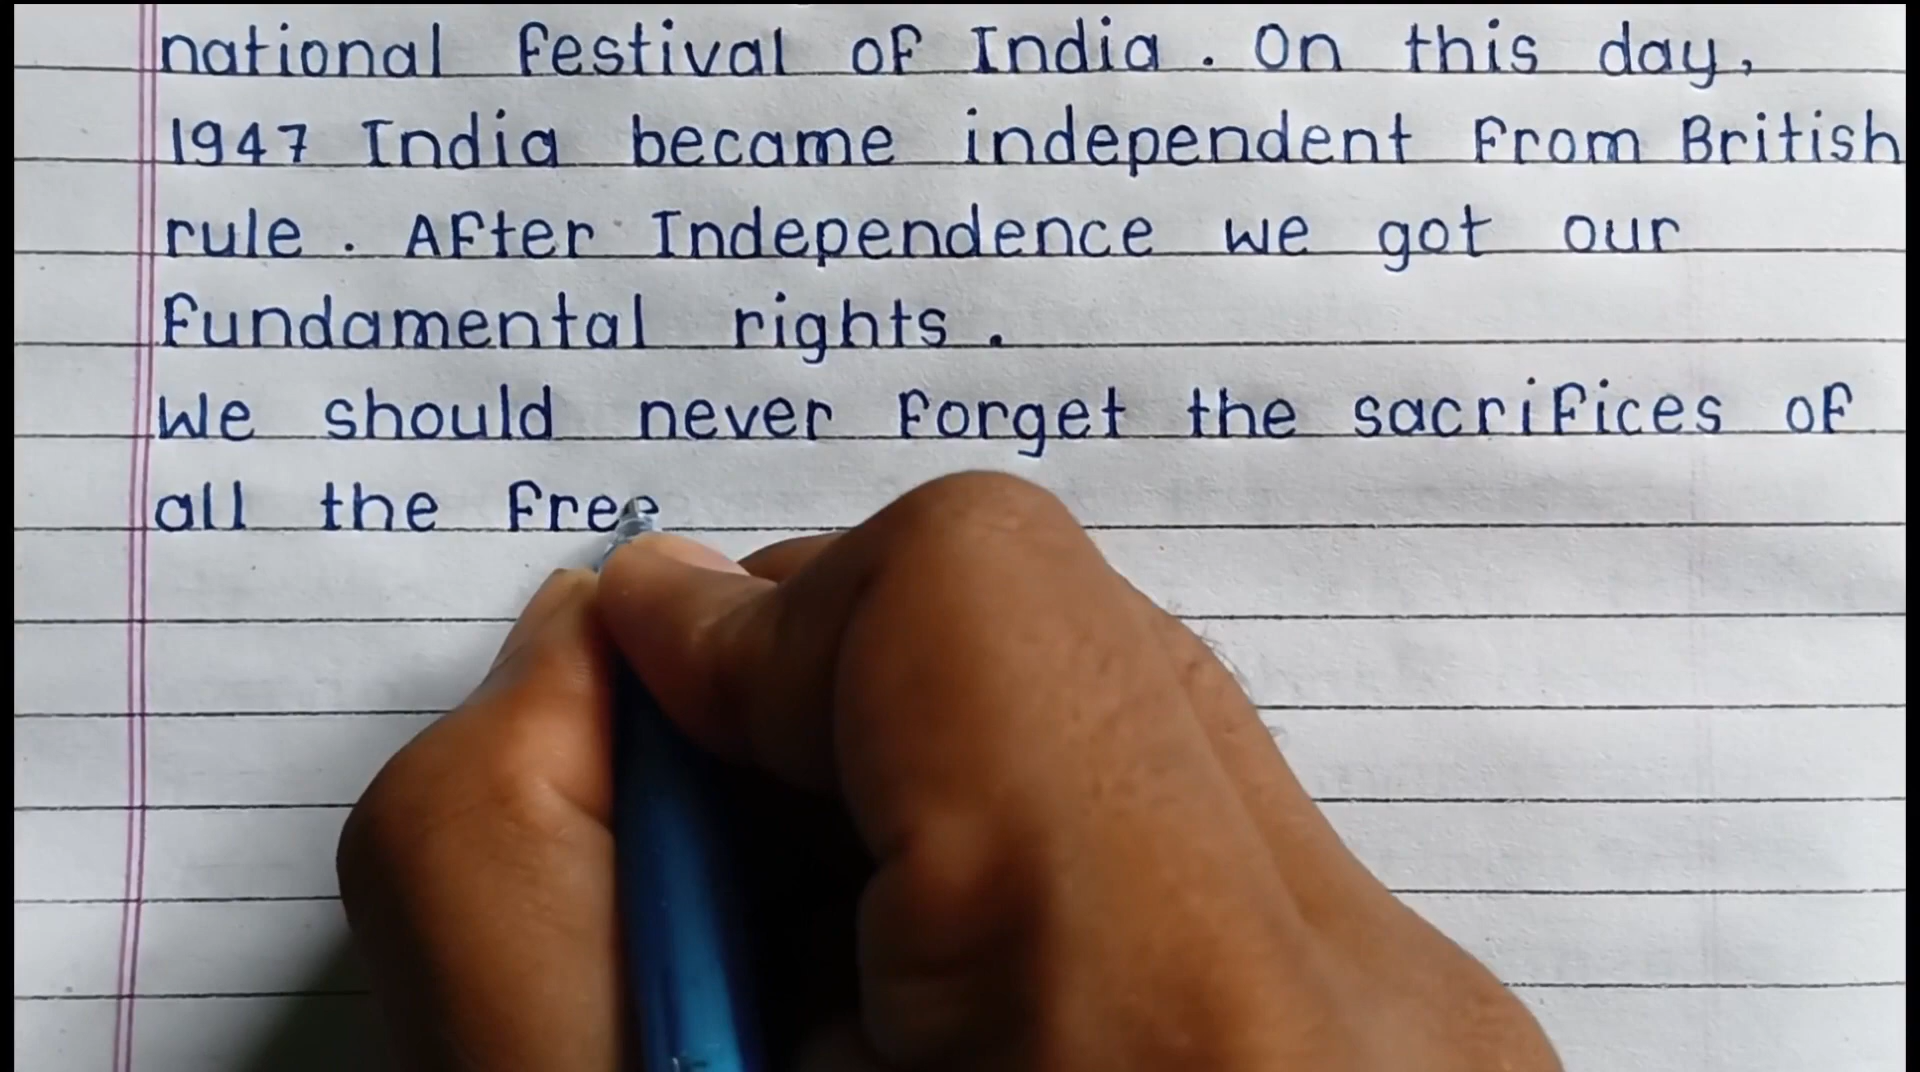 national festival of India. On this day,
1947 India became independent from British
rule. After Independence we got our
fundamental rights.
We should never forget the sacrifices of
all the free